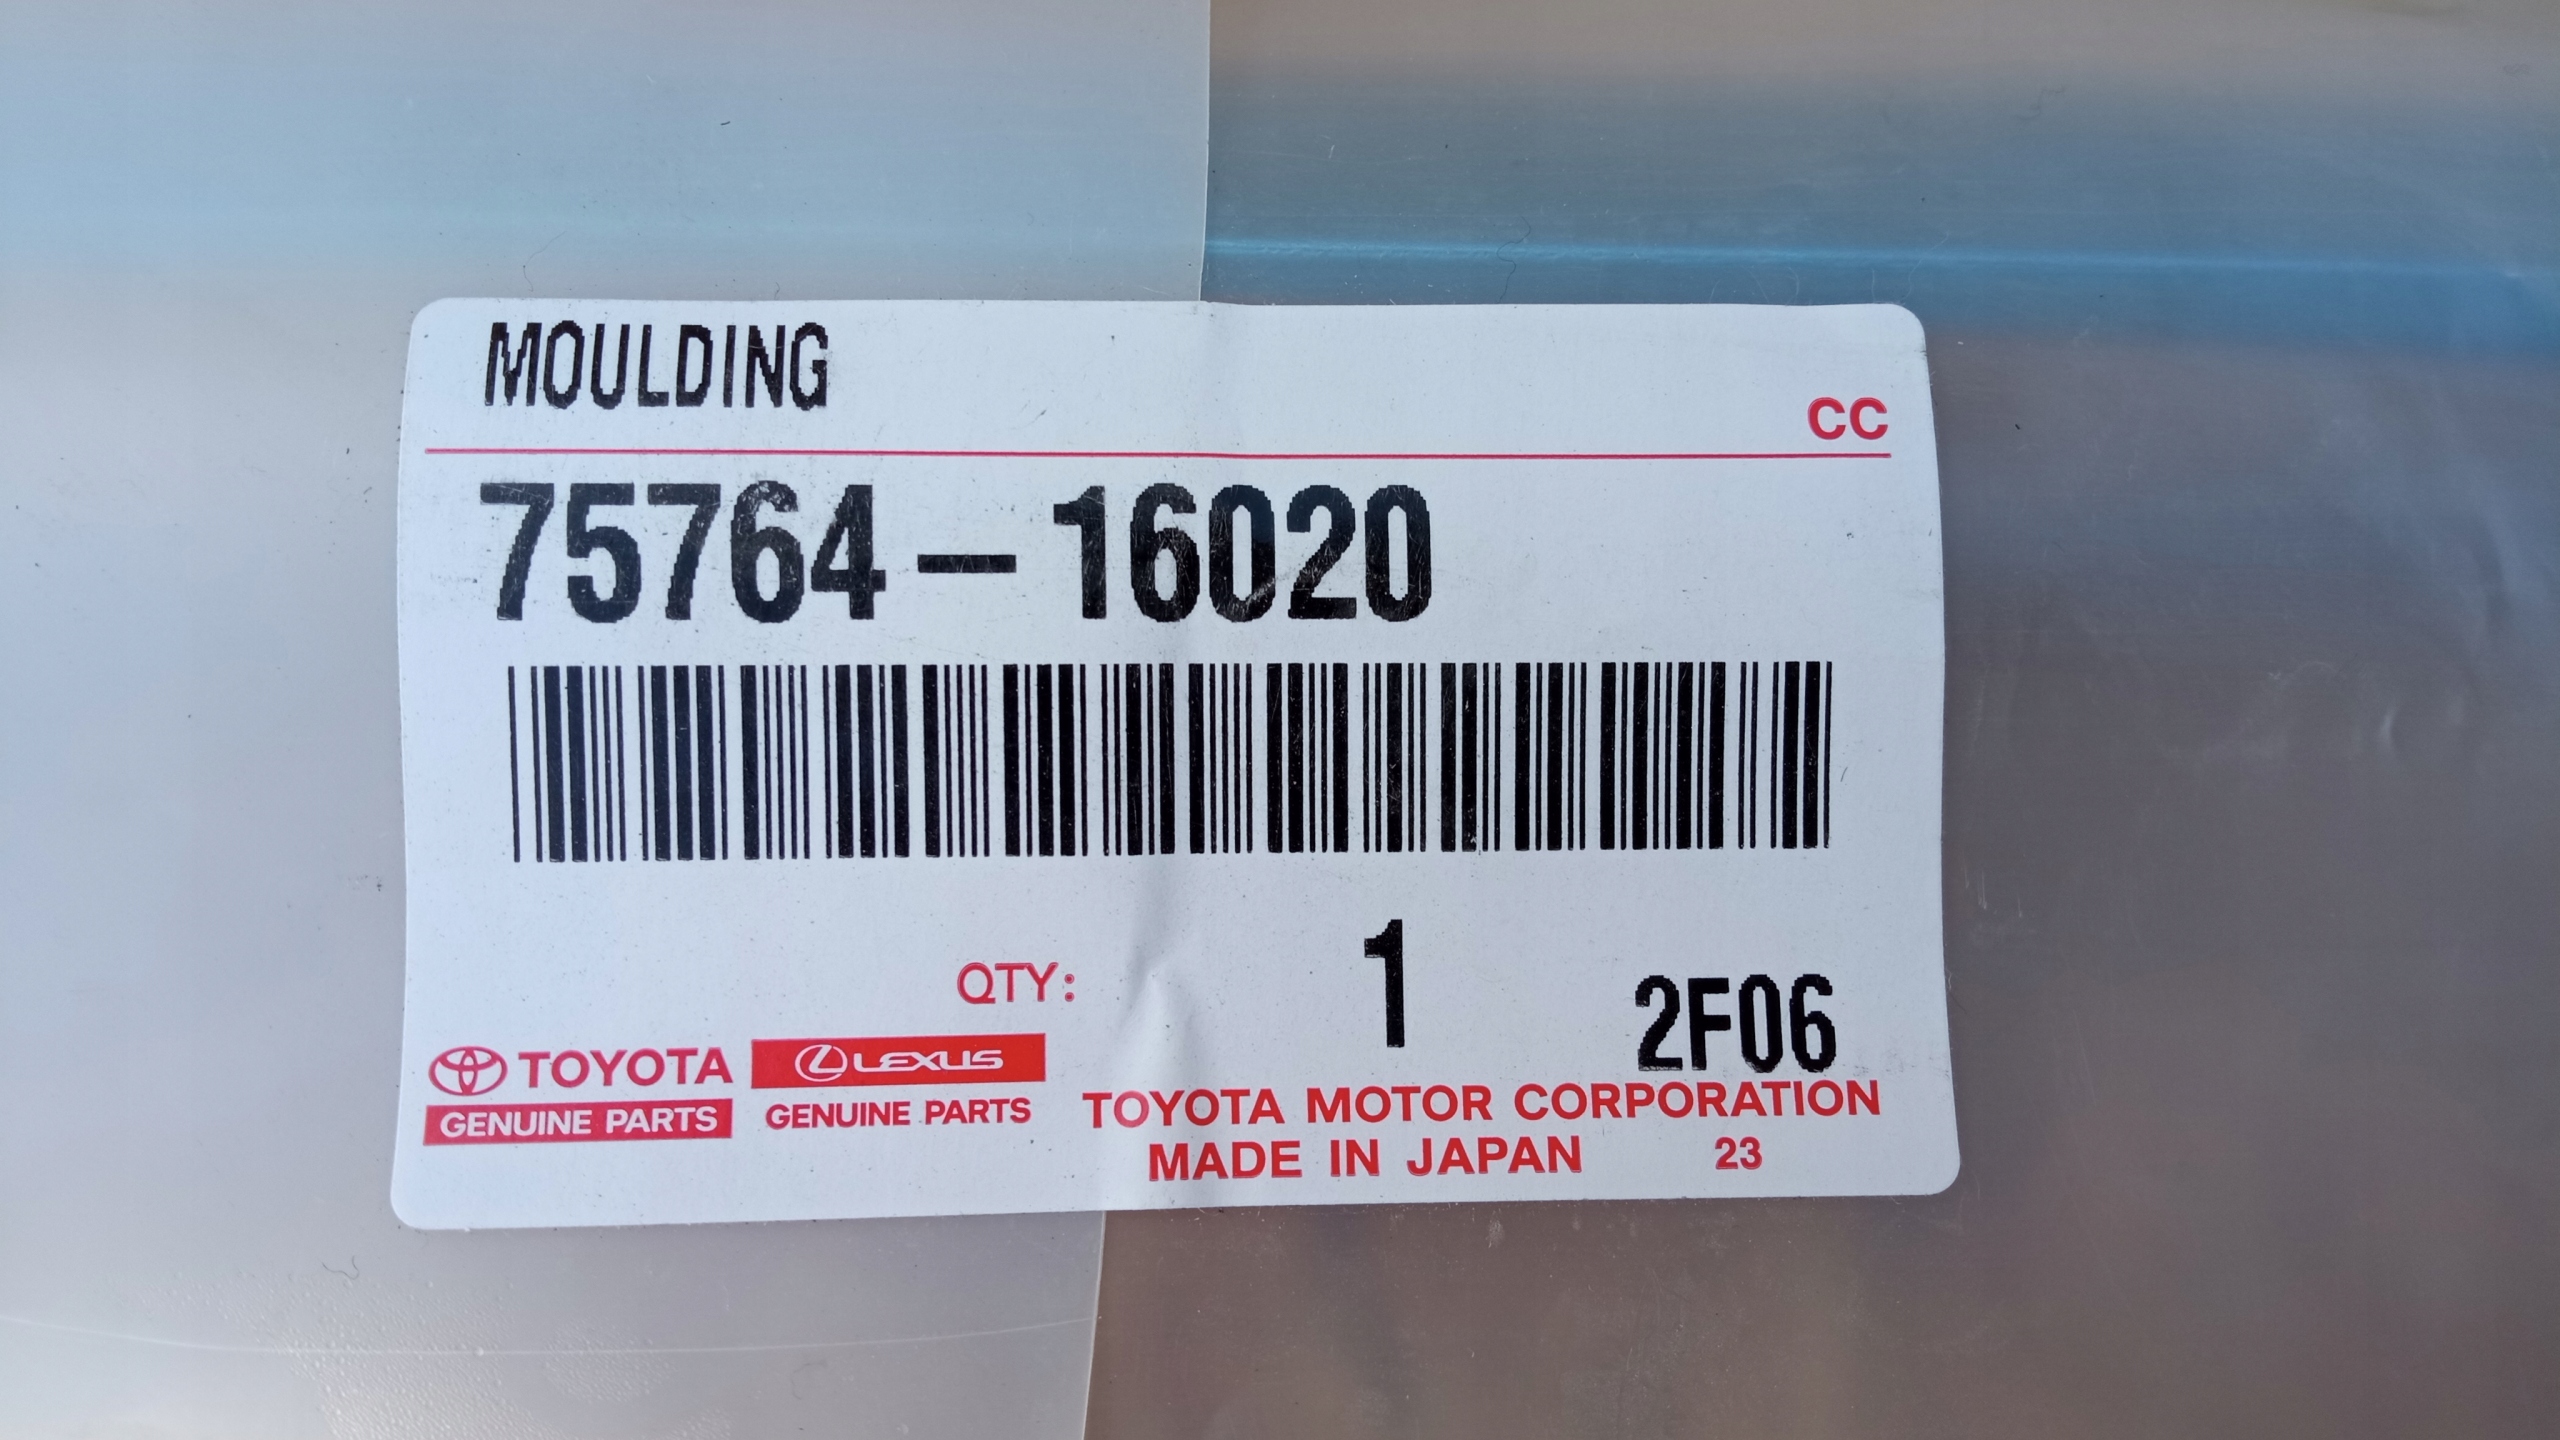 MOULDING
CC
75764-16020
QTY: 1
2F06
TOYOTA
GENUINE PARTS
LEXUS
GENUINE PARTS
TOYOTA MOTOR CORPORATION
MADE IN JAPAN 23